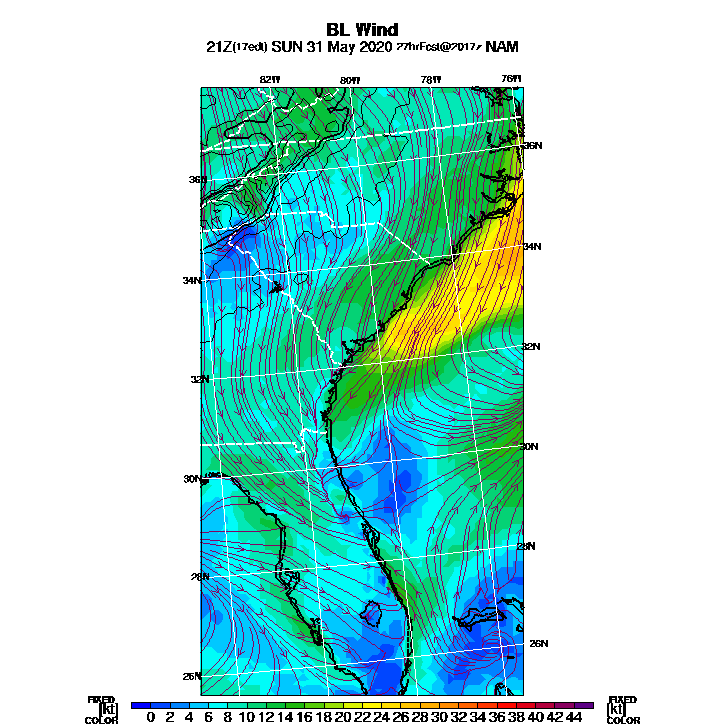 BL Wind
21Z(17edt) SUN 31 May 2020 27hrFcst@2017z NAM
82W 80W 78W 76W
36N
36N
34N
34N
32N
32N
30N
30N
28N
28N
26N
26N
FIXED FIXED
[kt] 0 2 4 6 8 10 12 14 16 18 20 22 24 26 28 30 32 34 36 38 40 42 44 [kt]
COLOR COLOR